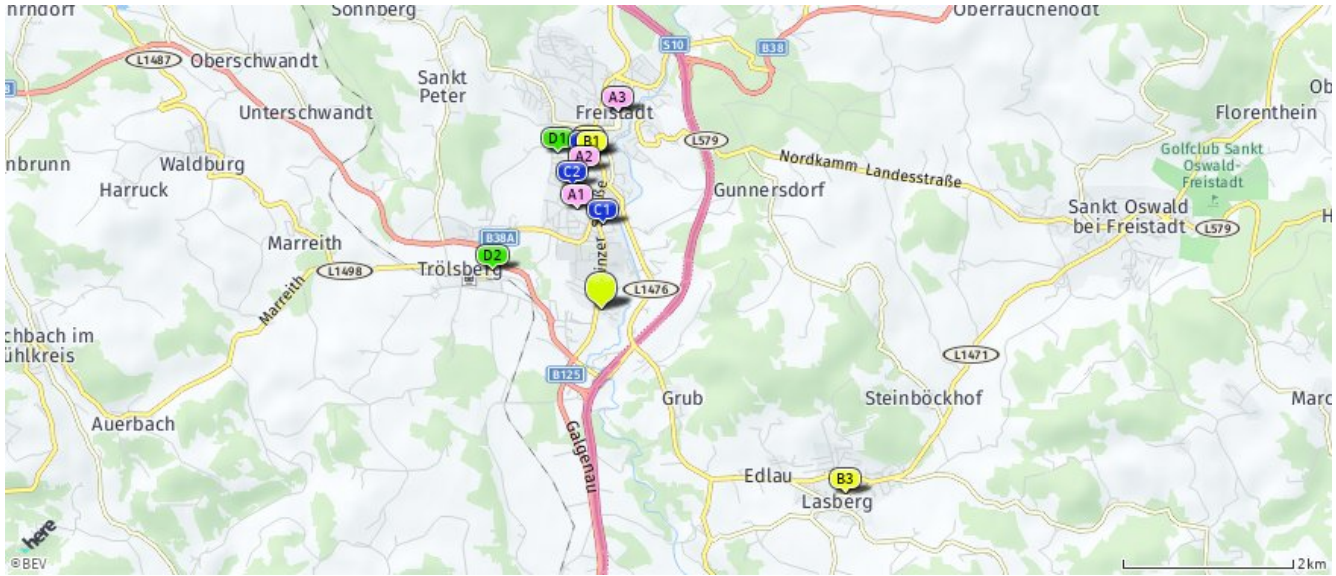 Sonnberg
Oberrauchenödt
S10
B38
L1487
Oberschwandt
Sankt
Peter
A3
Florenthein
Unterschwandt
Freistadt
D1
B1
L579
Golfclub Sankt
Oswald-
Freistadt
Waldburg
A2
Nordkamm Landesstraße
C2
Harruck
A1
Gunnersdorf
Sankt Oswald
bei Freistadt
C1
L579
Marreith
B38A
D2
Trölsberg
L1498
Marreith
L1476
L1471
B125
Grub
Steinböckhof
Auerbach
Galgenau
Edlau
B3
Lasberg
here
©BEV
2km